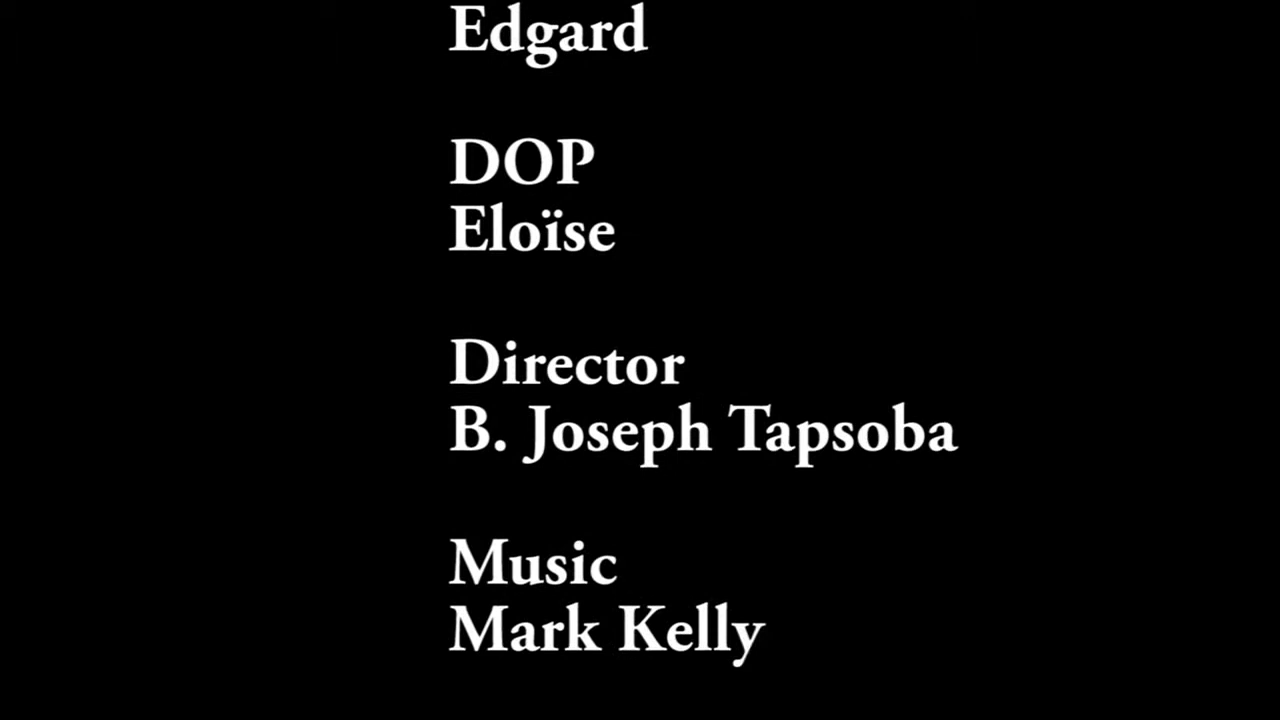 Edgard
DOP
Eloïse
Director
B. Joseph Tapsoba
Music
Mark Kelly